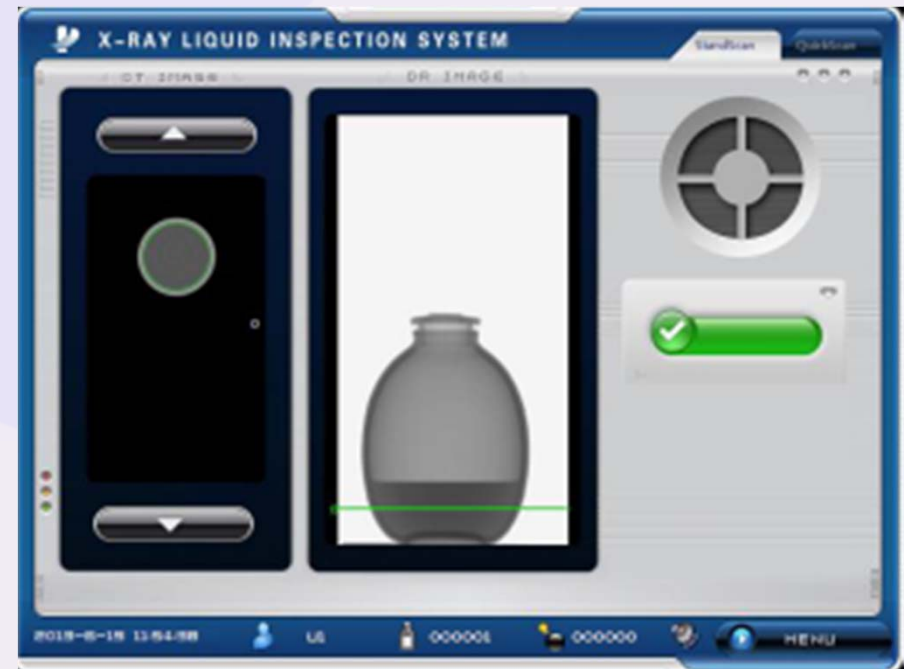 X-RAY LIQUID INSPECTION SYSTEM
StandScan QuickScan
CT IMAGE DR IMAGE
000001 000000 MENU